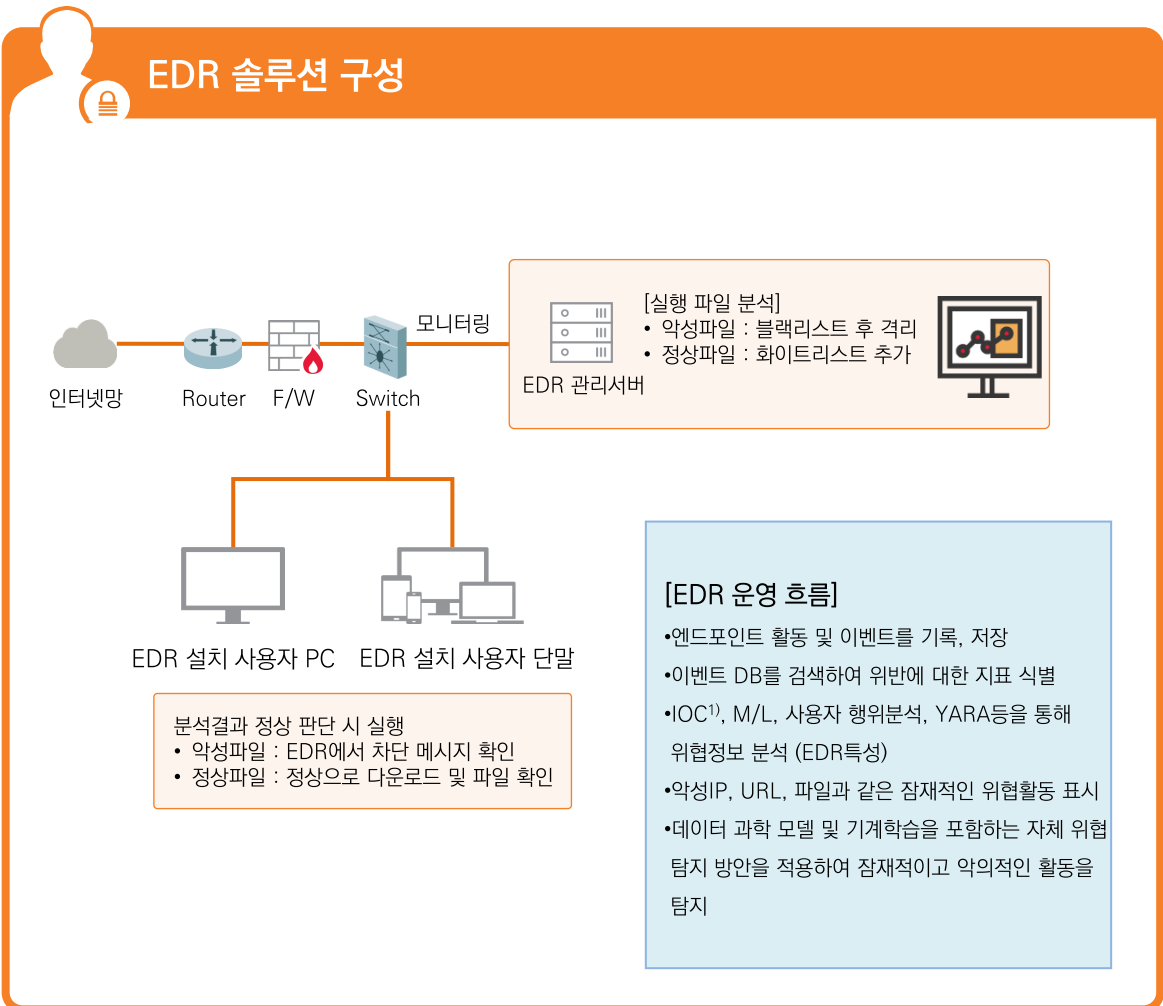 EDR 솔루션 구성
[실행 파일 분석]
• 악성파일 : 블랙리스트 후 격리
• 정상파일 : 화이트리스트 추가
모니터링
EDR 관리서버
인터넷망
Router
F/W
Switch
EDR 설치 사용자 PC
EDR 설치 사용자 단말
분석결과 정상 판단 시 실행
• 악성파일 : EDR에서 차단 메시지 확인
• 정상파일 : 정상으로 다운로드 및 파일 확인
[EDR 운영 흐름]
•엔드포인트 활동 및 이벤트를 기록, 저장
•이벤트 DB를 검색하여 위반에 대한 지표 식별
•IOC1), M/L, 사용자 행위분석, YARA등을 통해
위협정보 분석 (EDR특성)
•악성IP, URL, 파일과 같은 잠재적인 위협활동 표시
•데이터 과학 모델 및 기계학습을 포함하는 자체 위협
탐지 방안을 적용하여 잠재적이고 악의적인 활동을
탐지